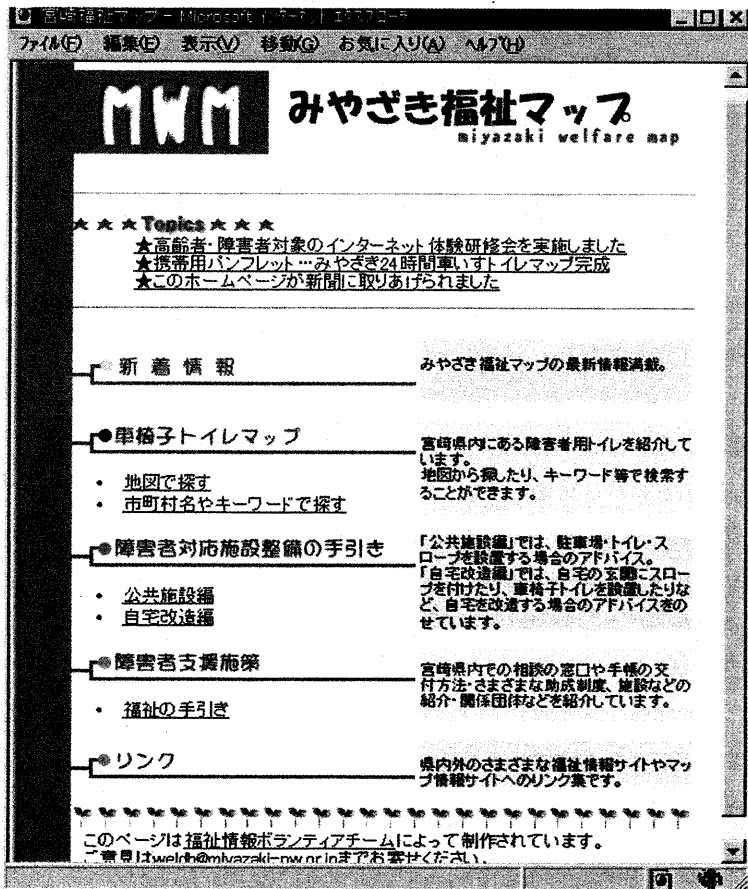 宮崎福祉マップ - Microsoft インターネット エクスプローラ
ファイル(F) 編集(E) 表示(V) 移動(G) お気に入り(A) ヘルプ(H)
MWM みやざき福祉マップ
miyazaki welfare map
★ ★ ★ Topics ★ ★ ★
★高齢者・障害者対象のインターネット体験研修会を実施しました
★携帯用パンフレット…みやざき24時間車いすトイレマップ完成
★このホームページが新聞に取りあげられました
新着情報
みやざき福祉マップの最新情報満載。
●車椅子トイレマップ
・ 地図で探す
・ 市町村名やキーワードで探す
宮崎県内にある障害者用トイレを紹介して
います。
地図から探したり、キーワード等で検索す
ることができます。
●障害者対応施設整備の手引き
・ 公共施設編
・ 自宅改造編
「公共施設編」では、駐車場・トイレ・ス
ロープを設置する場合のアドバイス。
「自宅改造編」では、自宅の玄関にスロー
プを付けたり、車椅子トイレを設置したりな
ど、自宅を改造する場合のアドバイスをの
せています。
●障害者支援施策
・ 福祉の手引き
宮崎県内での相談の窓口や手帳の交
付方法・さまざまな助成制度、施設などの
紹介・関係団体などを紹介しています。
●リンク
県内外のさまざまな福祉情報サイトやマッ
プ情報サイトへのリンク集です。
このページは福祉情報ボランティアチームによって制作されています。
ご意見はweldb@miyazaki-nw.or.jpまでお寄せください。